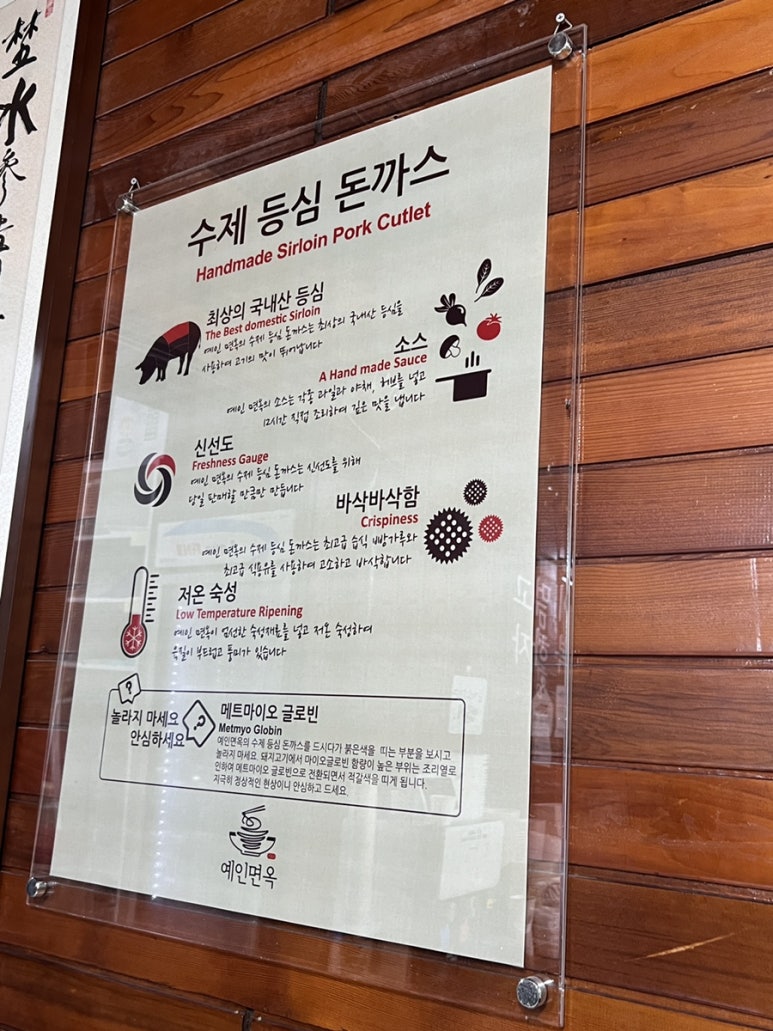 수제 등심 돈까스
Handmade Sirloin Pork Cutlet
최상의 국내산 등심
The Best domestic Sirloin
예인 면옥의 수제 등심 돈까스는 최상의 국내산 등심을
사용하여 고기의 맛이 뛰어납니다
소스
A Hand made Sauce
예인 면옥의 소스는 각종 과일과 야채, 허브를 넣고
12시간 직접 조리하여 깊은 맛을 냅니다
신선도
Freshness Gauge
예인 면옥의 수제 등심 돈까스는 신선도를 위해
당일 판매할 만큼만 만듭니다
바삭바삭함
Crispiness
예인 면옥의 수제 등심 돈까스는 최고급 습식 빵가루와
최고급 식용유를 사용하여 고소하고 바삭합니다
저온 숙성
Low Temperature Ripening
예인 면옥이 엄선한 숙성재료를 넣고 저온 숙성하여
육질이 부드럽고 풍미가 있습니다
?
놀라지 마세요
안심하세요
?
메트마이오 글로빈
Metmyo Globin
예인면옥의 수제 등심 돈까스를 드시다가 붉은색을 띠는 부분을 보시고
놀라지 마세요. 돼지고기에서 마이오글로빈 함량이 높은 부위는 조리열로
인하여 메트마이오 글로빈으로 전환되면서 적갈색을 띠게 됩니다.
지극히 정상적인 현상이니 안심하고 드세요.
예인면옥